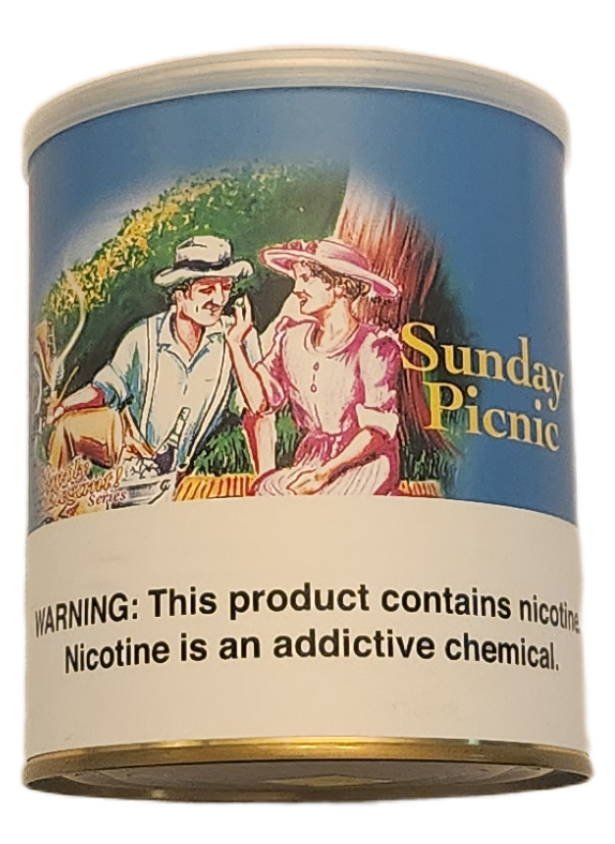 Sunday
Picnic
Series
WARNING: This product contains nicotine.
Nicotine is an addictive chemical.